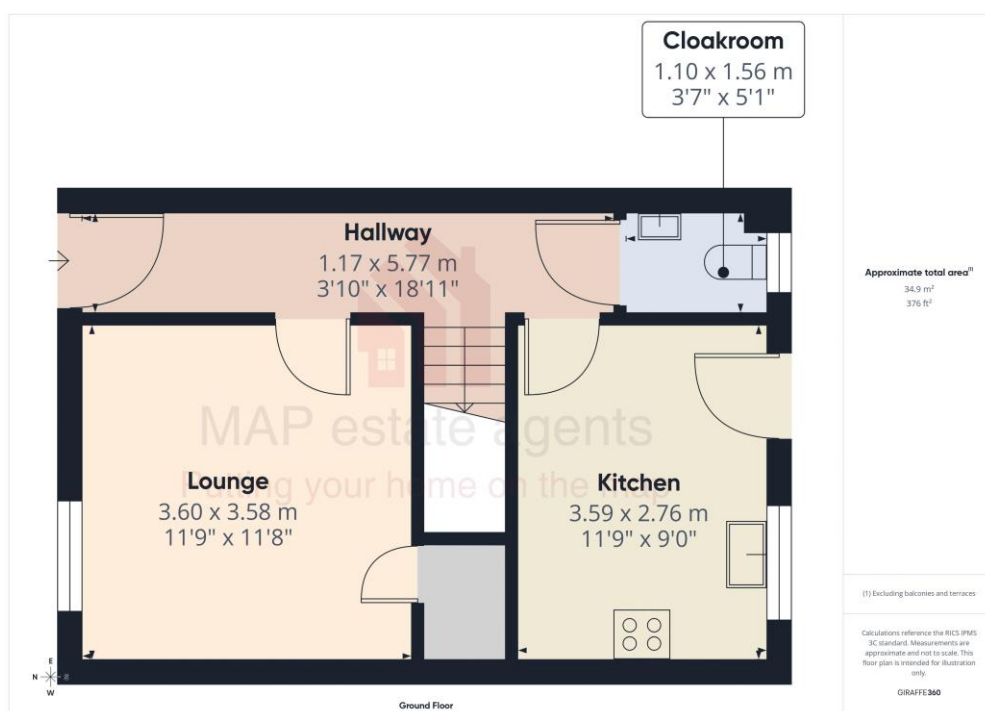 Cloakroom
1.10 x 1.56 m
3'7" x 5'1"
Hallway
1.17 x 5.77 m
3'10" x 18'11"
MAP estate agents
Putting your home on the map
Lounge
3.60 x 3.58 m
11'9" x 11'8"
Kitchen
3.59 x 2.76 m
11'9" x 9'0"
E
N
S
W
Ground Floor
Approximate total area(1)
34.9 m²
376 ft²
(1) Excluding balconies and terraces
Calculations reference the RICS IPMS
3C standard. Measurements are
approximate and not to scale. This
floor plan is intended for illustration
only.
GIRAFFE360